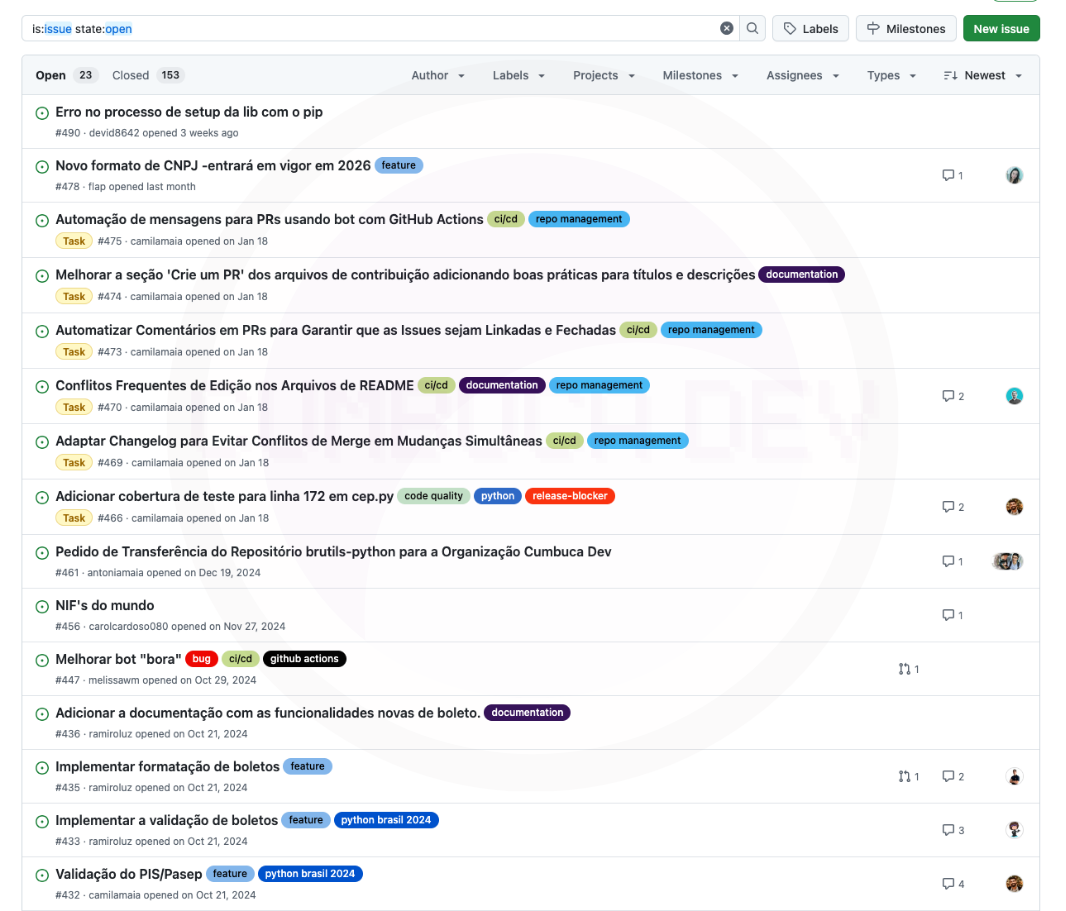 is:issue state:open
Labels
Milestones
New issue
Open 23 Closed 153 Author Labels Projects Milestones Assignees Types Newest
Erro no processo de setup da lib com o pip
#490 · devid8642 opened 3 weeks ago
Novo formato de CNPJ -entrará em vigor em 2026 feature 1
#478 · flap opened last month
Automação de mensagens para PRs usando bot com GitHub Actions ci/cd repo management
Task #475 · camilamaia opened on Jan 18
Melhorar a seção 'Crie um PR' dos arquivos de contribuição adicionando boas práticas para títulos e descrições documentation
Task #474 · camilamaia opened on Jan 18
Automatizar Comentários em PRs para Garantir que as Issues sejam Linkadas e Fechadas ci/cd repo management
Task #473 · camilamaia opened on Jan 18
Conflitos Frequentes de Edição nos Arquivos de README ci/cd documentation repo management 2
Task #470 · camilamaia opened on Jan 18
Adaptar Changelog para Evitar Conflitos de Merge em Mudanças Simultâneas ci/cd repo management
Task #469 · camilamaia opened on Jan 18
Adicionar cobertura de teste para linha 172 em cep.py code quality python release-blocker 2
Task #466 · camilamaia opened on Jan 18
Pedido de Transferência do Repositório brutils-python para a Organização Cumbuca Dev 1
#461 · antoniamaia opened on Dec 19, 2024
NIF's do mundo 1
#456 · carolcardoso080 opened on Nov 27, 2024
Melhorar bot "bora" bug ci/cd github actions 1
#447 · melissawm opened on Oct 29, 2024
Adicionar a documentação com as funcionalidades novas de boleto. documentation
#436 · ramiroluz opened on Oct 21, 2024
Implementar formatação de boletos feature 1 2
#435 · ramiroluz opened on Oct 21, 2024
Implementar a validação de boletos feature python brasil 2024 3
#433 · ramiroluz opened on Oct 21, 2024
Validação do PIS/Pasep feature python brasil 2024 4
#432 · camilamaia opened on Oct 21, 2024